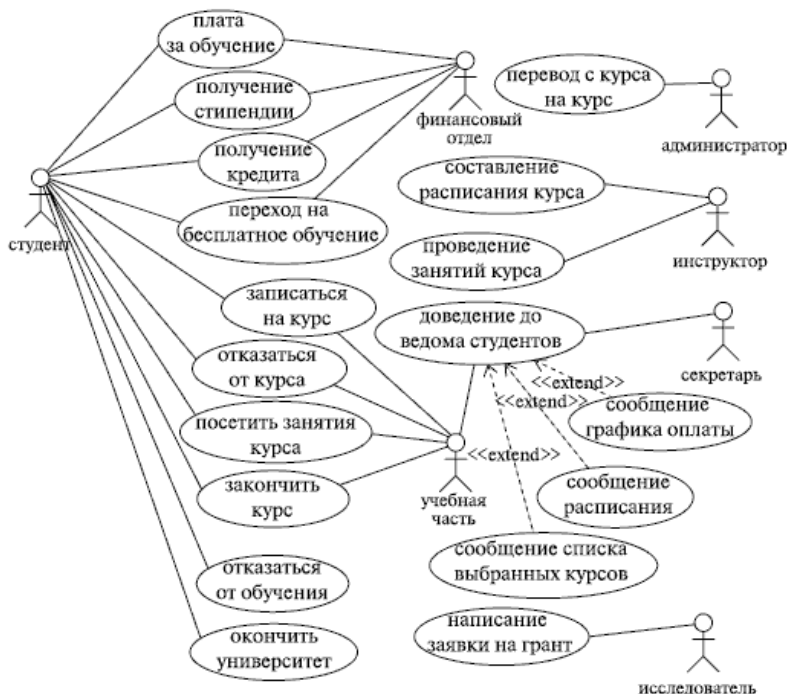 плата
за обучение
получение
стипендии
финансовый
отдел
перевод с курса
на курс
администратор
получение
кредита
составление
расписания курса
студент
переход на
бесплатное обучение
проведение
занятий курса
инструктор
записаться
на курс
доведение до
ведома студентов
секретарь
отказаться
от курса
<<extend>>
<<extend>>
сообщение
графика оплаты
посетить занятия
курса
<<extend>>
закончить
курс
учебная
часть
сообщение
расписания
отказаться
от обучения
сообщение списка
выбранных курсов
окончить
университет
написание
заявки на грант
исследователь